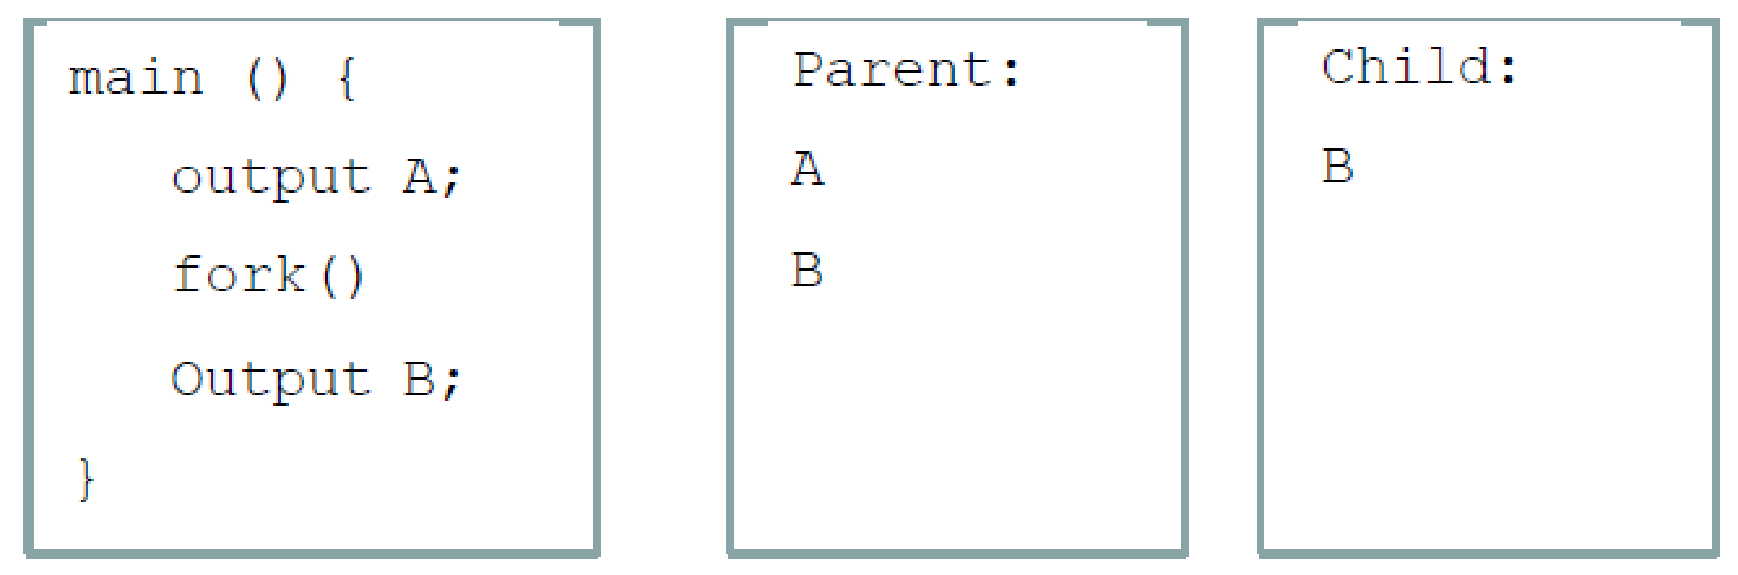 main () {
output A;
fork()
Output B;
}
Parent:
A
B
Child:
B